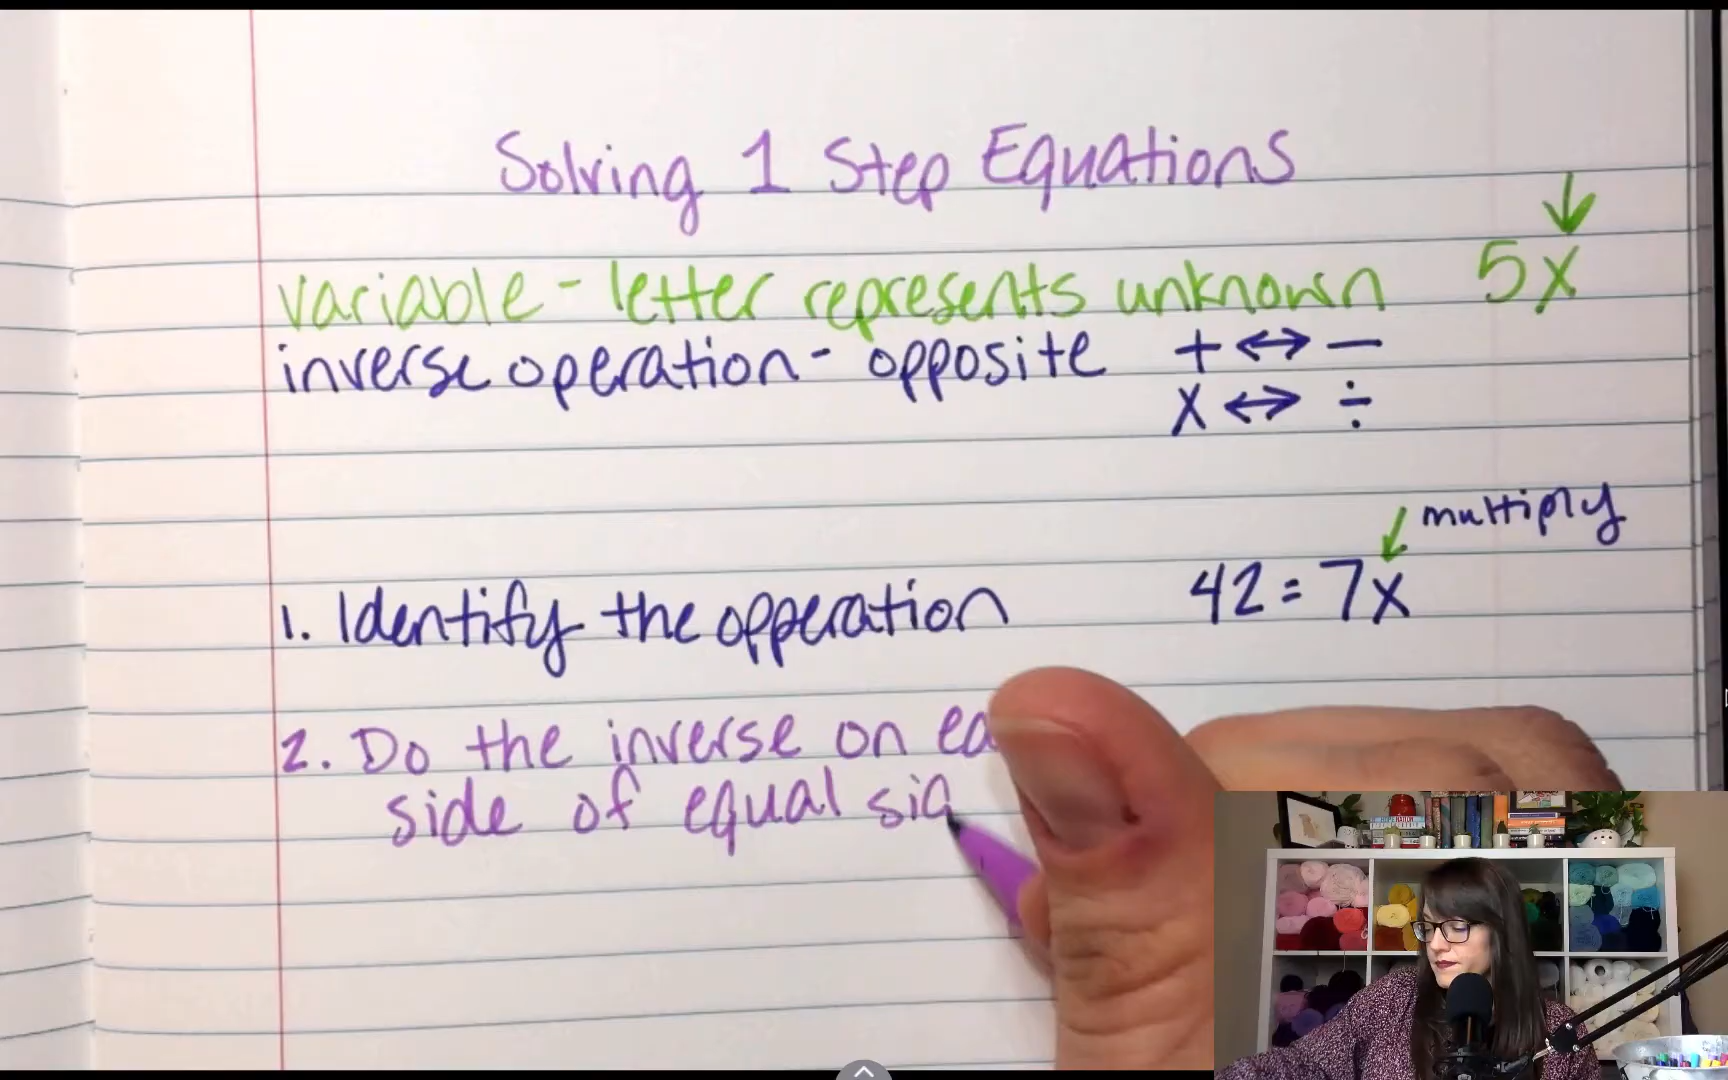 Solving 1 Step Equations
variable - letter represents unknown 5x
inverse operation - opposite + ↔ −
x ↔ ÷
multiply
1. Identify the opperation 42 = 7x
2. Do the inverse on
side of equal